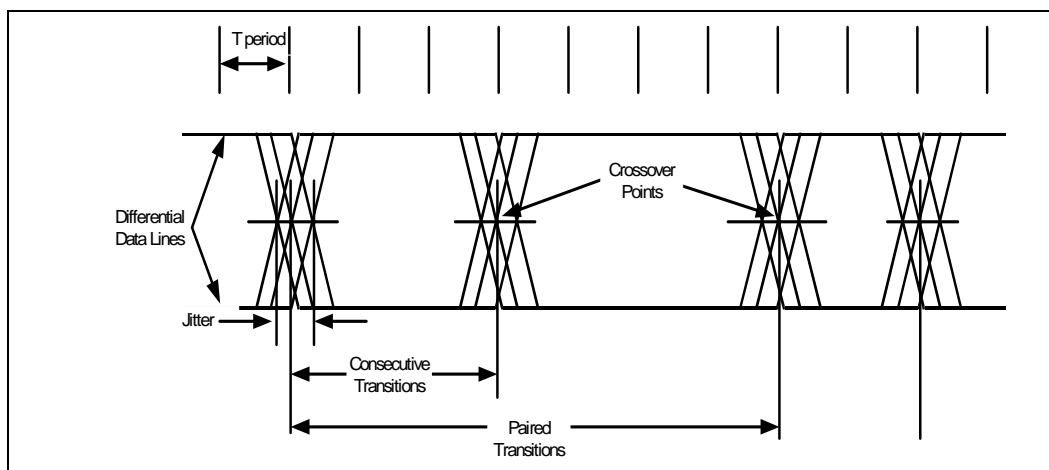 T period
Crossover
Points
Differential
Data Lines
Jitter
Consecutive
Transitions
Paired
Transitions